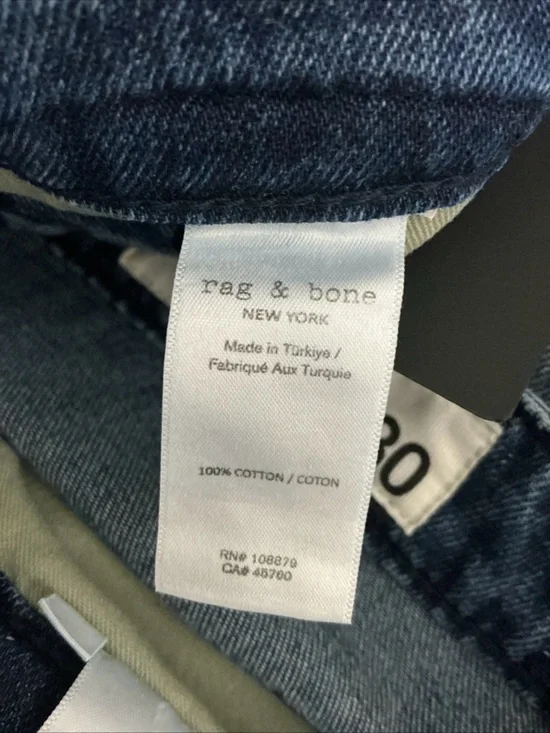 rag & bone
NEW YORK
Made in Türkiye /
Fabriqué Aux Turquie
30
100% COTTON / COTON
RN# 108879
CA# 45760